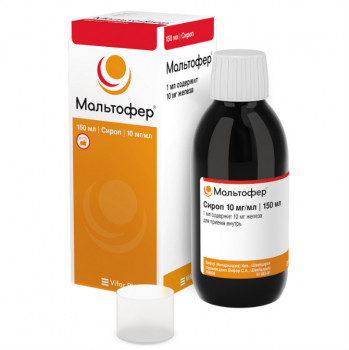 150 мл | Сироп
1 мл содержит
10 мг железа
Мальтофер®
150 мл | Сироп | 10 мг/мл
Vifor
Мальтофер®
Сироп 10 мг/мл | 150 мл
1 мл содержит 10 мг железа
для приема внутрь